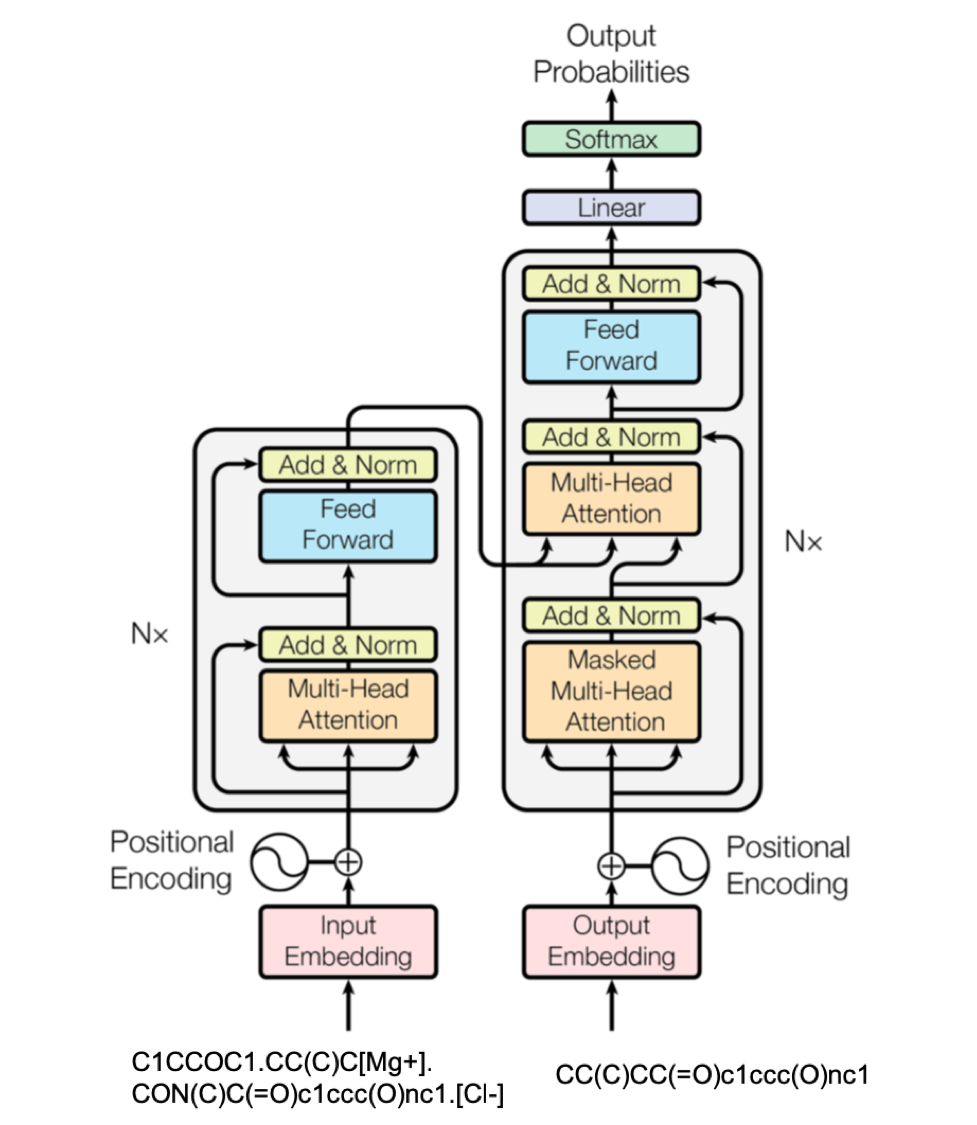 Output
Probabilities
Softmax
Linear
Add & Norm
Feed
Forward
Add & Norm
Multi-Head
Attention
Add & Norm
Masked
Multi-Head
Attention
Nx
Add & Norm
Feed
Forward
Add & Norm
Multi-Head
Attention
Nx
Positional
Encoding
Positional
Encoding
Input
Embedding
Output
Embedding
C1CCOC1.CC(C)C[Mg+].
CON(C)C(=O)c1ccc(O)nc1.[Cl-]
CC(C)CC(=O)c1ccc(O)nc1